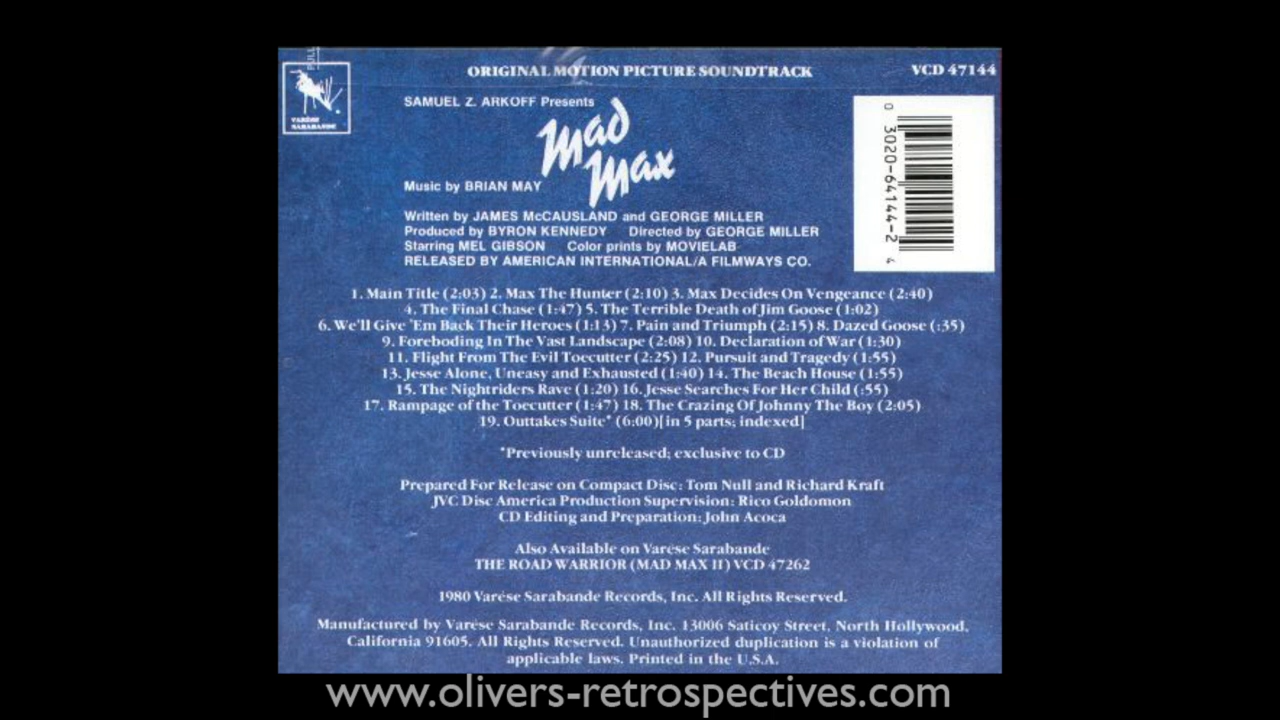 PULL
ORIGINAL MOTION PICTURE SOUNDTRACK
VCD 47144
VARÈSE
SARABANDE
SAMUEL Z. ARKOFF Presents
Mad
Max
Music by BRIAN MAY
Written by JAMES McCAUSLAND and GEORGE MILLER
Produced by BYRON KENNEDY Directed by GEORGE MILLER
Starring MEL GIBSON Color prints by MOVIELAB
RELEASED BY AMERICAN INTERNATIONAL/A FILMWAYS CO.
0 3020-64144-2 4
1. Main Title (2:03) 2. Max The Hunter (2:10) 3. Max Decides On Vengeance (2:40)
4. The Final Chase (1:47) 5. The Terrible Death of Jim Goose (1:02)
6. We'll Give 'Em Back Their Heroes (1:13) 7. Pain and Triumph (2:15) 8. Dazed Goose (:35)
9. Foreboding In The Vast Landscape (2:08) 10. Declaration of War (1:30)
11. Flight From The Evil Toecutter (2:25) 12. Pursuit and Tragedy (1:55)
13. Jesse Alone, Uneasy and Exhausted (1:40) 14. The Beach House (1:55)
15. The Nightriders Rave (1:20) 16. Jesse Searches For Her Child (:55)
17. Rampage of the Toecutter (1:47) 18. The Crazing Of Johnny The Boy (2:05)
19. Outtakes Suite* (6:00)[in 5 parts; indexed]
*Previously unreleased; exclusive to CD
Prepared For Release on Compact Disc: Tom Null and Richard Kraft
JVC Disc America Production Supervision: Rico Goldomon
CD Editing and Preparation: John Acoca
Also Available on Varèse Sarabande
THE ROAD WARRIOR (MAD MAX II) VCD 47262
1980 Varèse Sarabande Records, Inc. All Rights Reserved.
Manufactured by Varèse Sarabande Records, Inc. 13006 Saticoy Street, North Hollywood,
California 91605. All Rights Reserved. Unauthorized duplication is a violation of
applicable laws. Printed in the U.S.A.
www.olivers-retrospectives.com